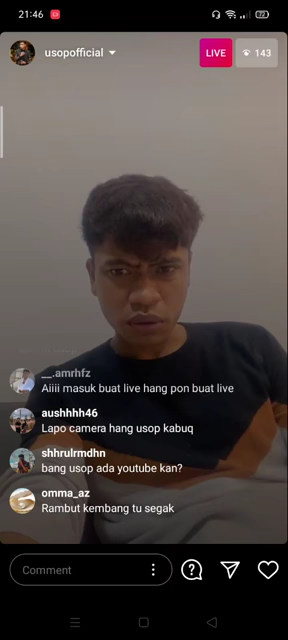 21:46
72
usopofficial
LIVE
143
__.amrhfz
Aiiii masuk buat live hang pon buat live
aushhhh46
Lapo camera hang usop kabuq
shhrulrmdhn
bang usop ada youtube kan?
omma_az
Rambut kembang tu segak
Comment